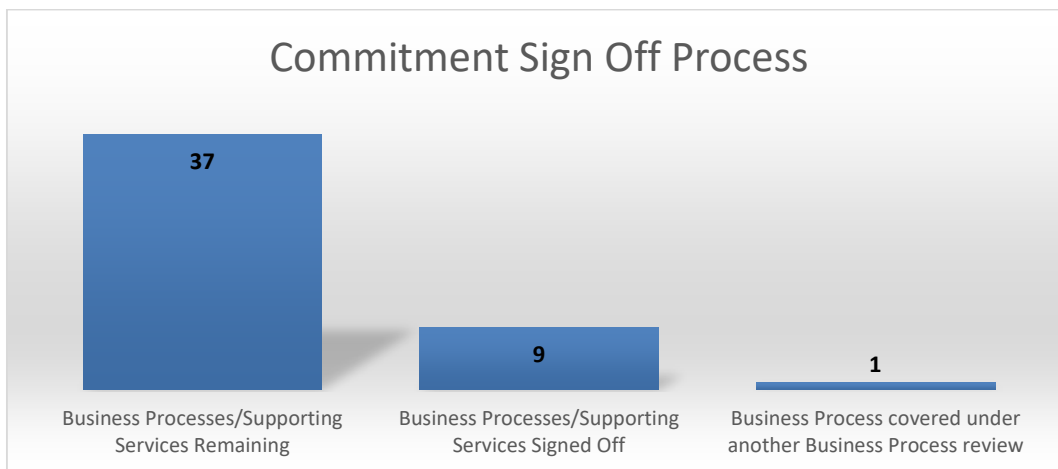 Commitment Sign Off Process
37
9
1
Business Processes/Supporting
Services Remaining
Business Processes/Supporting
Services Signed Off
Business Process covered under
another Business Process review